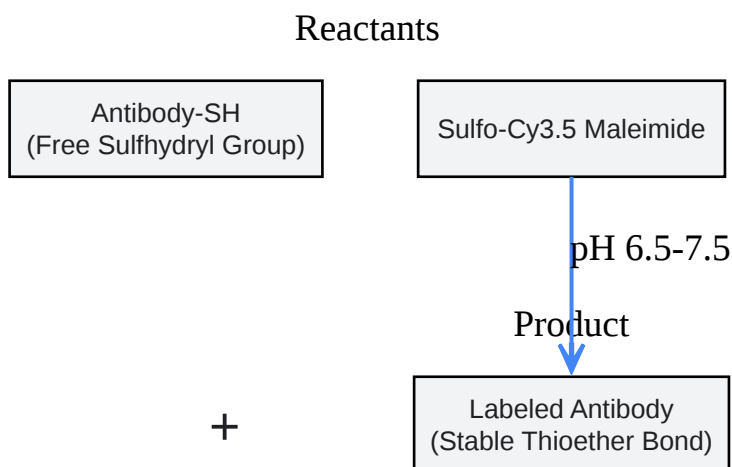 Reactants
Antibody-SH
(Free Sulfhydryl Group)
Sulfo-Cy3.5 Maleimide
pH 6.5-7.5
Product
+
Labeled Antibody
(Stable Thioether Bond)